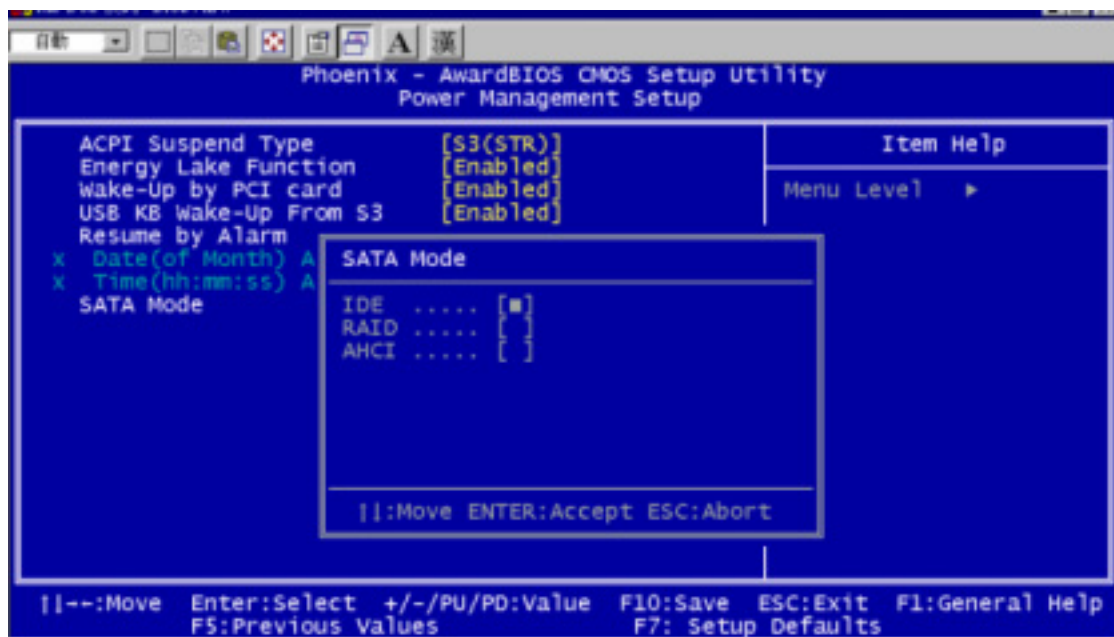 自動
A 漢
Phoenix - AwardBIOS CMOS Setup Utility
Power Management Setup
ACPI Suspend Type [S3(STR)]
Energy Lake Function [Enabled]
Wake-Up by PCI card [Enabled]
USB KB Wake-Up From S3 [Enabled]
Resume by Alarm
x Date(of Month) A
x Time(hh:mm:ss) A
SATA Mode
Item Help
Menu Level ▶
SATA Mode
IDE ..... [■]
RAID ..... [ ]
AHCI ..... [ ]
↑↓:Move ENTER:Accept ESC:Abort
↑↓→←:Move Enter:Select +/-/PU/PD:Value F10:Save ESC:Exit F1:General Help
F5:Previous Values F7: Setup Defaults